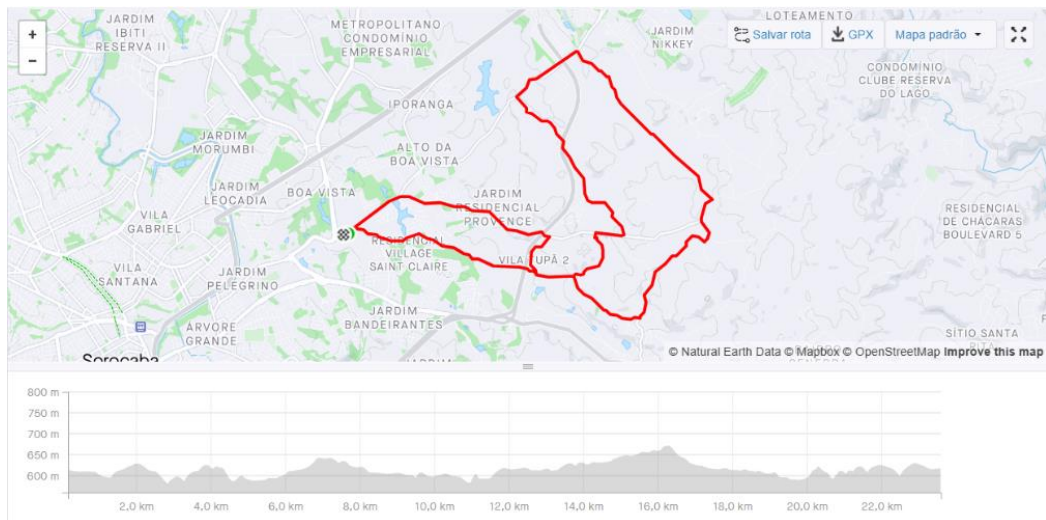 JARDIM
IBITI
RESERVA II
METROPOLITANO
CONDOMÍNIO
EMPRESARIAL
JARDIM
NIKKEY
LOTEAMENTO
Salvar rota
GPX
Mapa padrão
+
−
CONDOMÍNIO
CLUBE RESERVA
DO LAGO
IPORANGA
JARDIM
MORUMBI
ALTO DA
BOA VISTA
JARDIM
LEOCADIA
BOA VISTA
JARDIM
RESIDENCIAL
PROVENCE
VILA
GABRIEL
RESIDENCIAL
DE CHÁCARAS
BOULEVARD 5
RESIDENCIAL
VILLAGE
SAINT CLAIRE
VILA TUPÃ 2
VILA
SANTANA
JARDIM
PELEGRINO
JARDIM
BANDEIRANTES
ÁRVORE
GRANDE
SÍTIO SANTA
RITA
Sorocaba
© Natural Earth Data © Mapbox © OpenStreetMap Improve this map
800 m
750 m
700 m
650 m
600 m
2,0 km 4,0 km 6,0 km 8,0 km 10,0 km 12,0 km 14,0 km 16,0 km 18,0 km 20,0 km 22,0 km